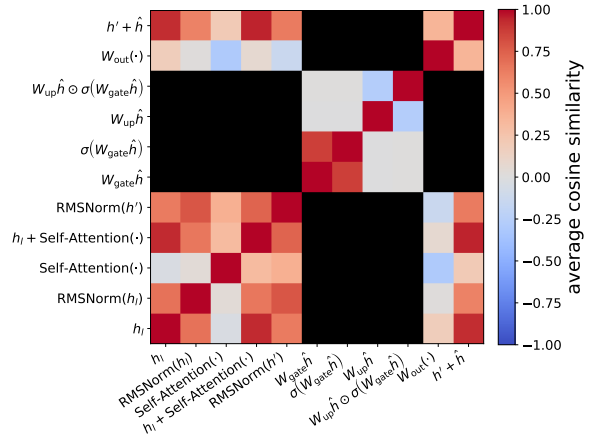 h′ + ĥ
W_out(·)
W_up ĥ ⊙ σ(W_gate ĥ)
W_up ĥ
σ(W_gate ĥ)
W_gate ĥ
RMSNorm(h′)
h_l + Self-Attention(·)
Self-Attention(·)
RMSNorm(h_l)
h_l
h_l
RMSNorm(h_l)
Self-Attention(·)
h_l + Self-Attention(·)
RMSNorm(h′)
W_gate ĥ
σ(W_gate ĥ)
W_up ĥ
W_up ĥ ⊙ σ(W_gate ĥ)
W_out(·)
h′ + ĥ
1.00
0.75
0.50
0.25
0.00
−0.25
−0.50
−0.75
−1.00
average cosine similarity